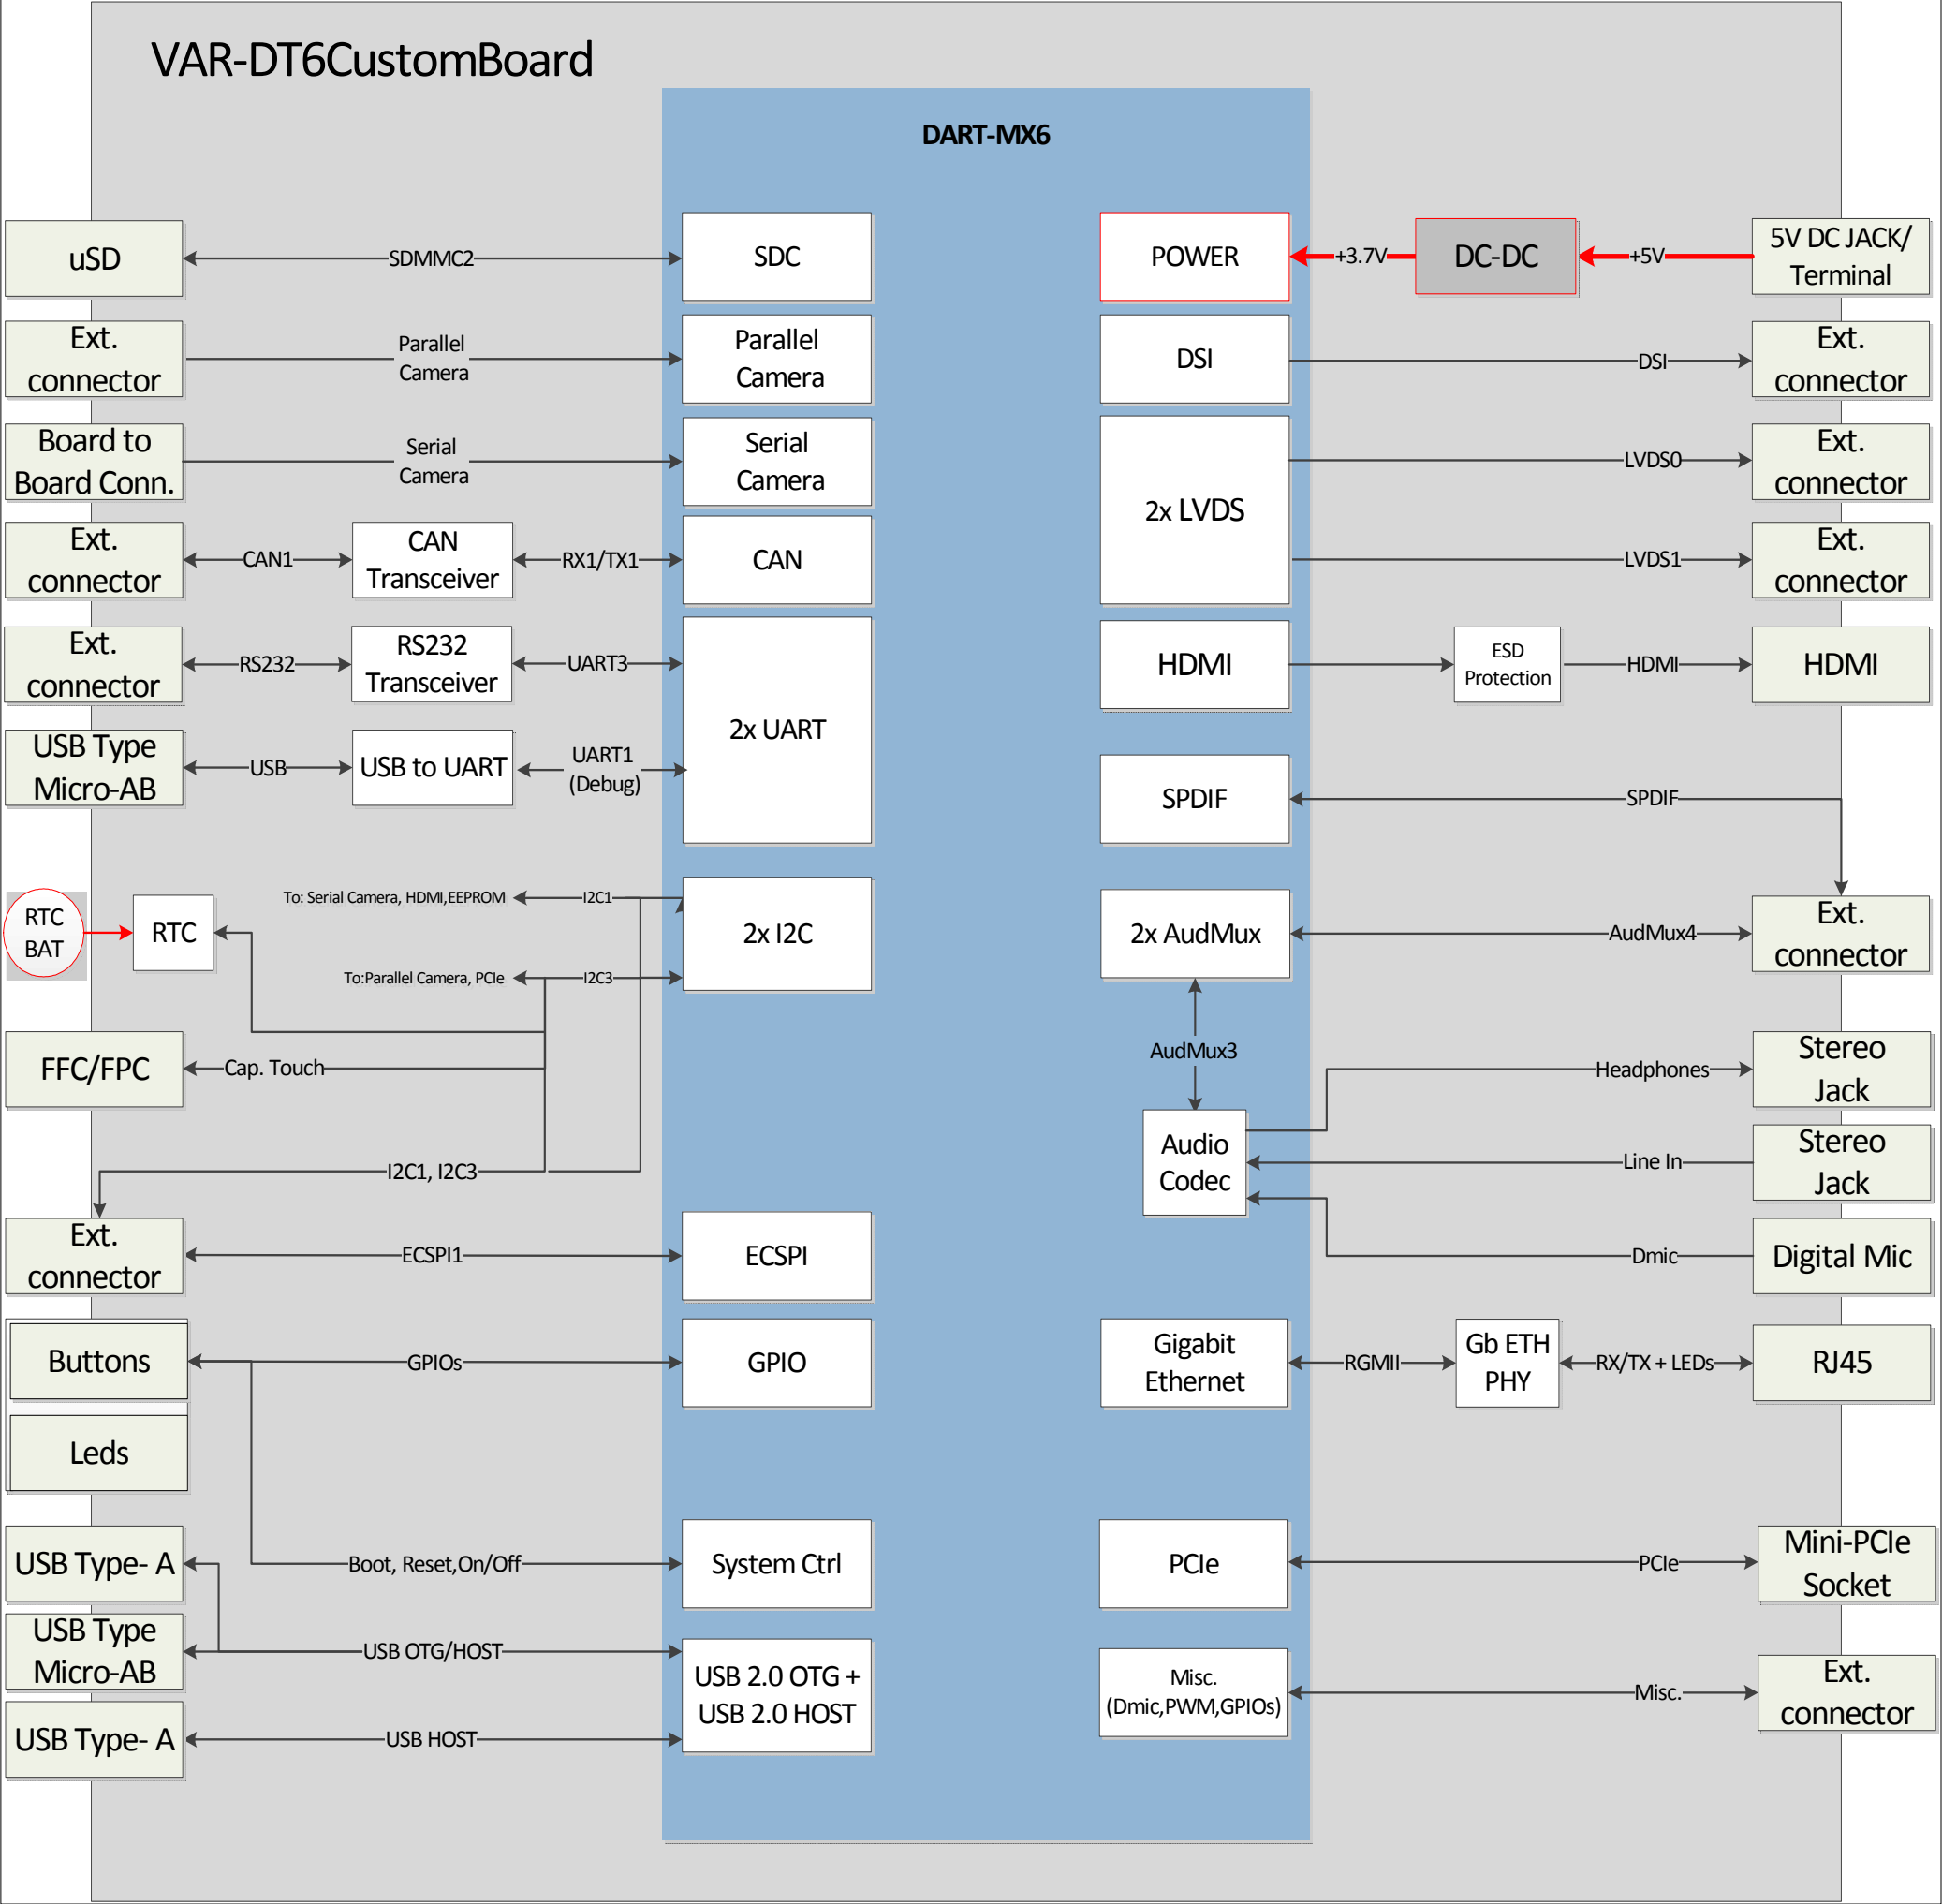 VAR-DT6CustomBoard
DART-MX6
uSD
SDMMC2
SDC
POWER
+3.7V
DC-DC
+5V
5V DC JACK/
Terminal
Ext.
connector
Parallel
Camera
Parallel
Camera
DSI
DSI
Ext.
connector
Board to
Board Conn.
Serial
Camera
Serial
Camera
2x LVDS
LVDS0
Ext.
connector
Ext.
connector
CAN1
CAN
Transceiver
RX1/TX1
CAN
LVDS1
Ext.
connector
Ext.
connector
RS232
RS232
Transceiver
UART3
2x UART
HDMI
ESD
Protection
HDMI
HDMI
USB Type
Micro-AB
USB
USB to UART
UART1
(Debug)
SPDIF
SPDIF
RTC
BAT
RTC
To: Serial Camera, HDMI,EEPROM
I2C1
2x I2C
To:Parallel Camera, PCIe
I2C3
2x AudMux
AudMux4
Ext.
connector
FFC/FPC
Cap. Touch
AudMux3
Headphones
Stereo
Jack
I2C1, I2C3
Audio
Codec
Line In
Stereo
Jack
Ext.
connector
ECSPI1
ECSPI
Dmic
Digital Mic
Buttons
GPIOs
GPIO
Gigabit
Ethernet
RGMII
Gb ETH
PHY
RX/TX + LEDs
RJ45
Leds
USB Type- A
Boot, Reset,On/Off
System Ctrl
PCIe
PCIe
Mini-PCIe
Socket
USB Type
Micro-AB
USB OTG/HOST
USB 2.0 OTG +
USB 2.0 HOST
Misc.
(Dmic,PWM,GPIOs)
Misc.
Ext.
connector
USB Type- A
USB HOST